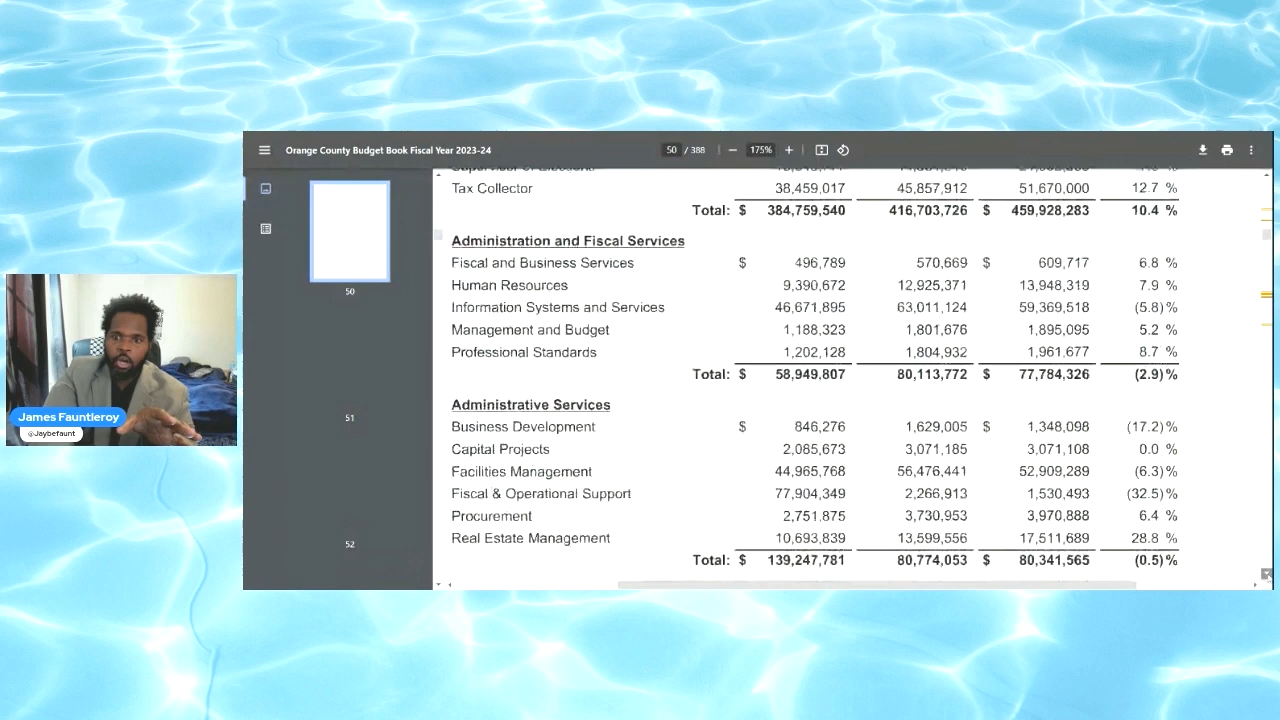 Orange County Budget Book Fiscal Year 2023-24 50 / 388 175%
Tax Collector 38,459,017 45,857,912 51,670,000 12.7 %
Total: $ 384,759,540 416,703,726 $ 459,928,283 10.4 %
Administration and Fiscal Services
Fiscal and Business Services $ 496,789 570,669 $ 609,717 6.8 %
Human Resources 9,390,672 12,925,371 13,948,319 7.9 %
Information Systems and Services 46,671,895 63,011,124 59,369,518 (5.8)%
Management and Budget 1,188,323 1,801,676 1,895,095 5.2 %
Professional Standards 1,202,128 1,804,932 1,961,677 8.7 %
Total: $ 58,949,807 80,113,772 $ 77,784,326 (2.9)%
Administrative Services
Business Development $ 846,276 1,629,005 $ 1,348,098 (17.2)%
Capital Projects 2,085,673 3,071,185 3,071,108 0.0 %
Facilities Management 44,965,768 56,476,441 52,909,289 (6.3)%
Fiscal & Operational Support 77,904,349 2,266,913 1,530,493 (32.5)%
Procurement 2,751,875 3,730,953 3,970,888 6.4 %
Real Estate Management 10,693,839 13,599,556 17,511,689 28.8 %
Total: $ 139,247,781 80,774,053 $ 80,341,565 (0.5)%
50
51
52
James Fauntleroy
@Jaybefaunt